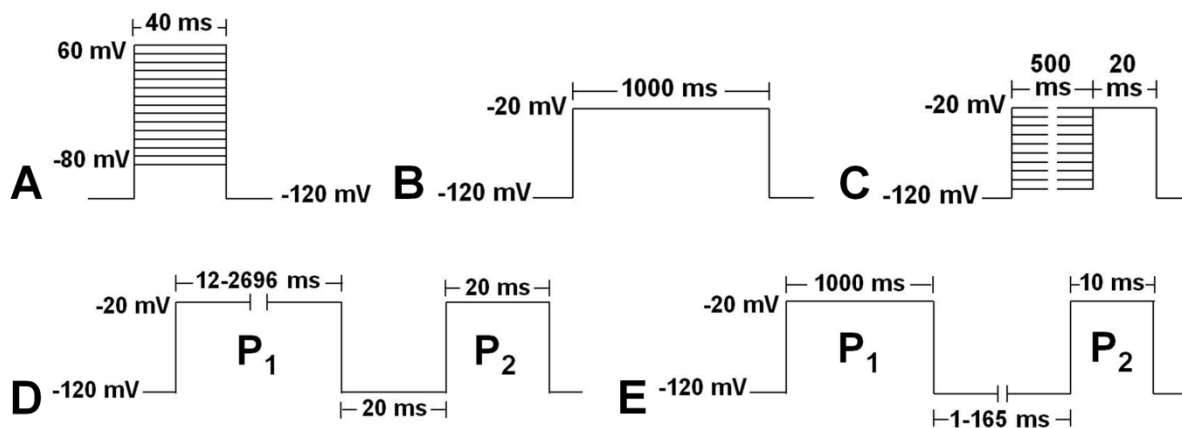 40 ms
60 mV
-80 mV
-120 mV
A
1000 ms
-20 mV
-120 mV
B
500 ms
20 ms
-20 mV
-120 mV
C
12-2696 ms
20 ms
-20 mV
P1
P2
-120 mV
20 ms
D
1000 ms
10 ms
-20 mV
P1
P2
-120 mV
1-165 ms
E